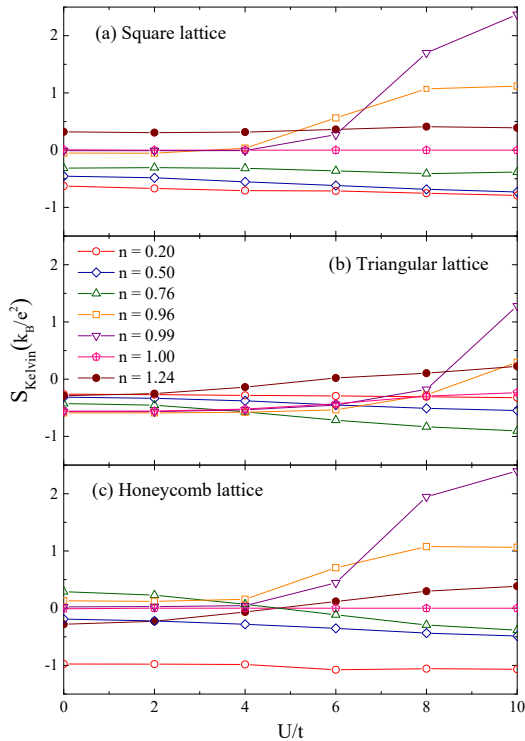 (a) Square lattice
2
1
0
-1
S_Kelvin(k_B/e^2)
(b) Triangular lattice
n = 0.20
n = 0.50
n = 0.76
n = 0.96
n = 0.99
n = 1.00
n = 1.24
2
1
0
-1
(c) Honeycomb lattice
2
1
0
-1
0 2 4 6 8 10
U/t